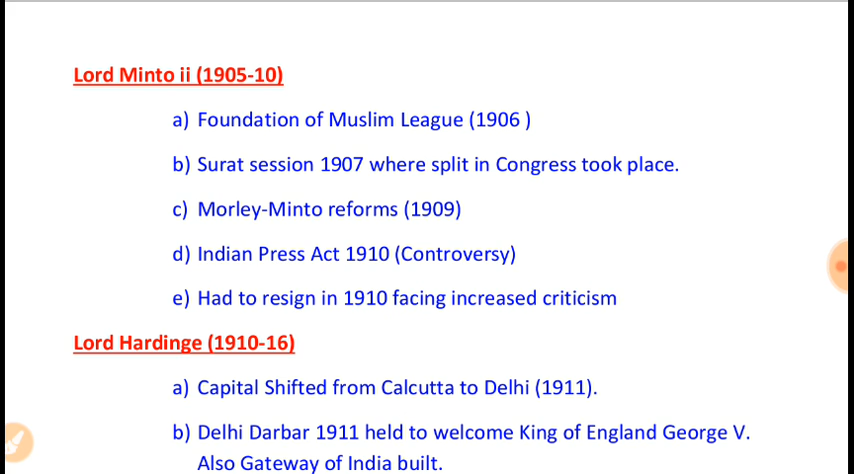 Lord Minto ii (1905-10)
a) Foundation of Muslim League (1906 )
b) Surat session 1907 where split in Congress took place.
c) Morley-Minto reforms (1909)
d) Indian Press Act 1910 (Controversy)
e) Had to resign in 1910 facing increased criticism
Lord Hardinge (1910-16)
a) Capital Shifted from Calcutta to Delhi (1911).
b) Delhi Darbar 1911 held to welcome King of England George V.
Also Gateway of India built.